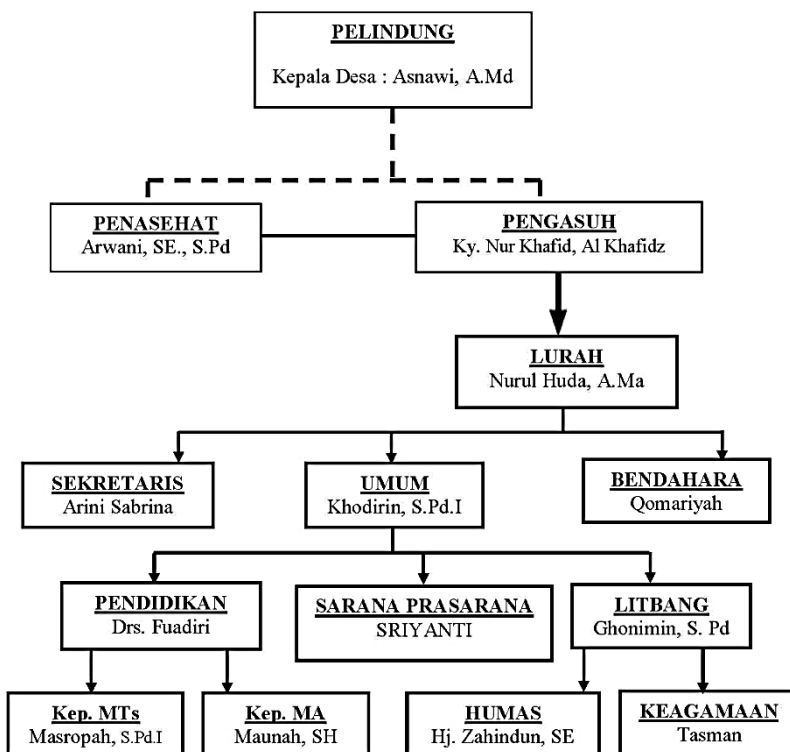 PELINDUNG
Kepala Desa : Asnawi, A.Md
PENASEHAT
Arwani, SE., S.Pd
PENGASUH
Ky. Nur Khafid, Al Khafidz
LURAH
Nurul Huda, A.Ma
SEKRETARIS
Arini Sabrina
UMUM
Khodirin, S.Pd.I
BENDAHARA
Qomariyah
PENDIDIKAN
Drs. Fuadiri
SARANA PRASARANA
SRIYANTI
LITBANG
Ghonimin, S. Pd
Kep. MTs
Masropah, S.Pd.I
Kep. MA
Maunah, SH
HUMAS
Hj. Zahindun, SE
KEAGAMAAN
Tasman